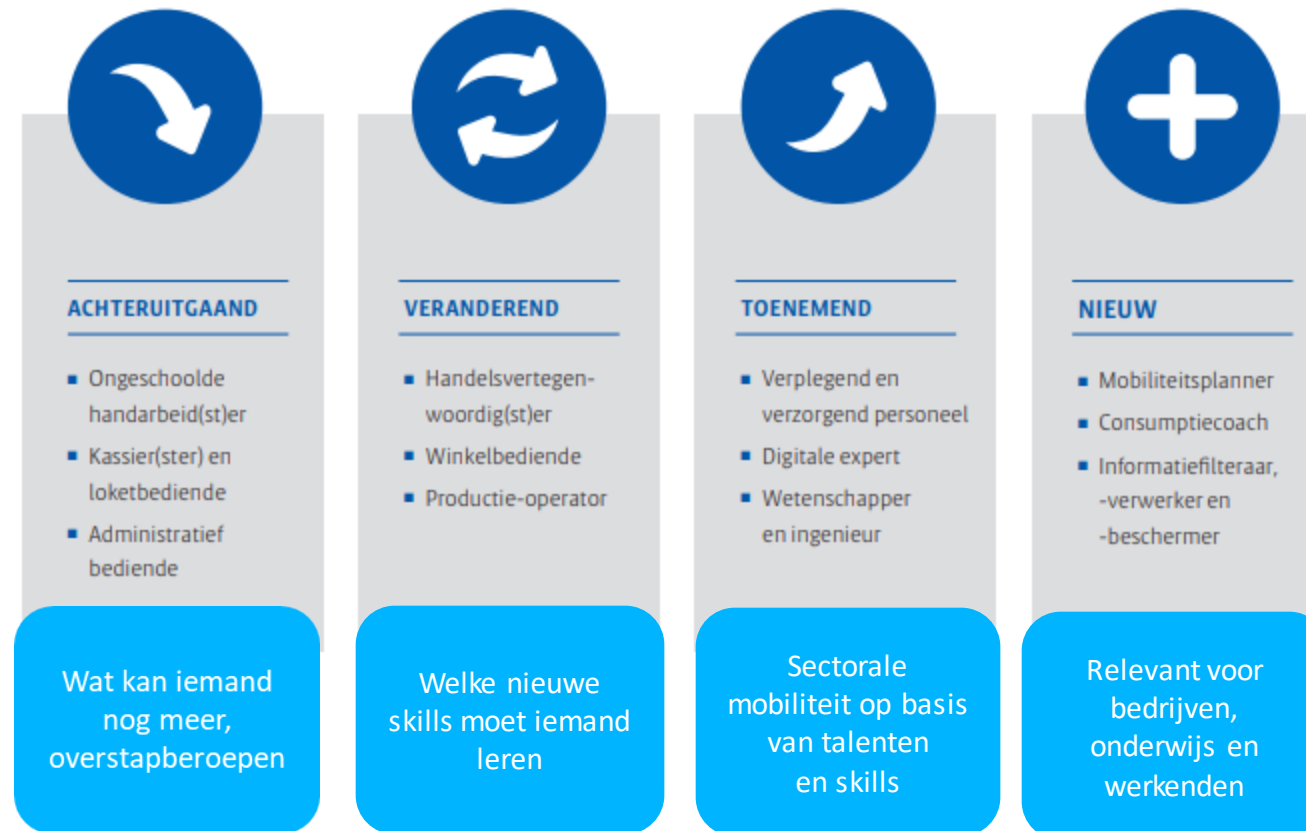 ACHTERUITGAAND
Ongeschoolde
handarbeid(st)er
Kassier(ster) en
loketbediende
Administratief
bediende
Wat kan iemand
nog meer,
overstapberoepen
VERANDEREND
Handelsvertegen-
woordig(st)er
Winkelbediende
Productie-operator
Welke nieuwe
skills moet iemand
leren
TOENEMEND
Verplegend en
verzorgend personeel
Digitale expert
Wetenschapper
en ingenieur
Sectorale
mobiliteit op basis
van talenten
en skills
NIEUW
Mobiliteitsplanner
Consumptiecoach
Informatiefilteraar,
-verwerker en
-beschermer
Relevant voor
bedrijven,
onderwijs en
werkenden